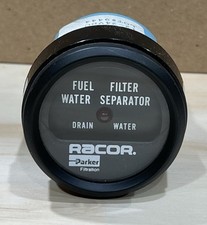 FUEL FILTER
WATER SEPARATOR
DRAIN WATER
RACOR.
Parker
Filtration